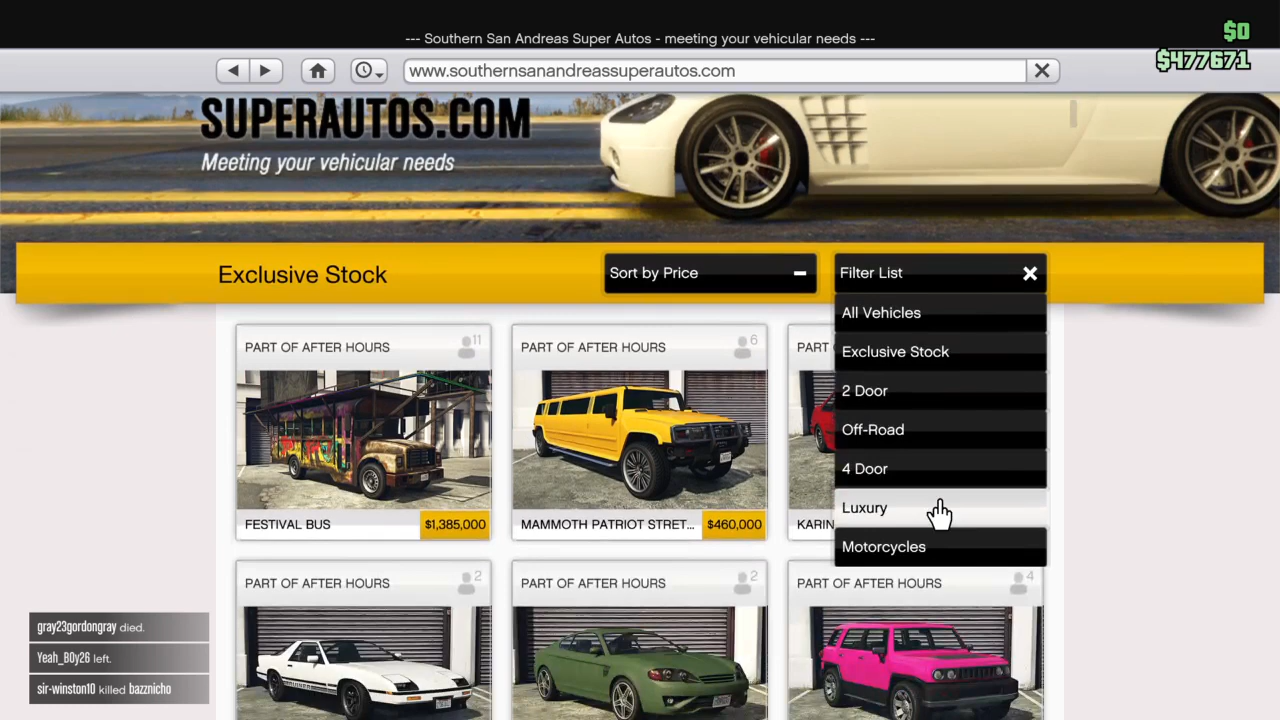 --- Southern San Andreas Super Autos - meeting your vehicular needs ---
$0
$477671
www.southernsanandreassuperautos.com
SUPERAUTOS.COM
Meeting your vehicular needs
Exclusive Stock
Sort by Price
Filter List
All Vehicles
Exclusive Stock
2 Door
Off-Road
4 Door
Luxury
Motorcycles
PART OF AFTER HOURS 11
FESTIVAL BUS $1,385,000
PART OF AFTER HOURS 6
MAMMOTH PATRIOT STRET... $460,000
PART
KARIN
PART OF AFTER HOURS 2
PART OF AFTER HOURS 2
PART OF AFTER HOURS 4
gray23gordongray died.
Yeah_B0y26 left.
sir-winston10 killed bazznicho